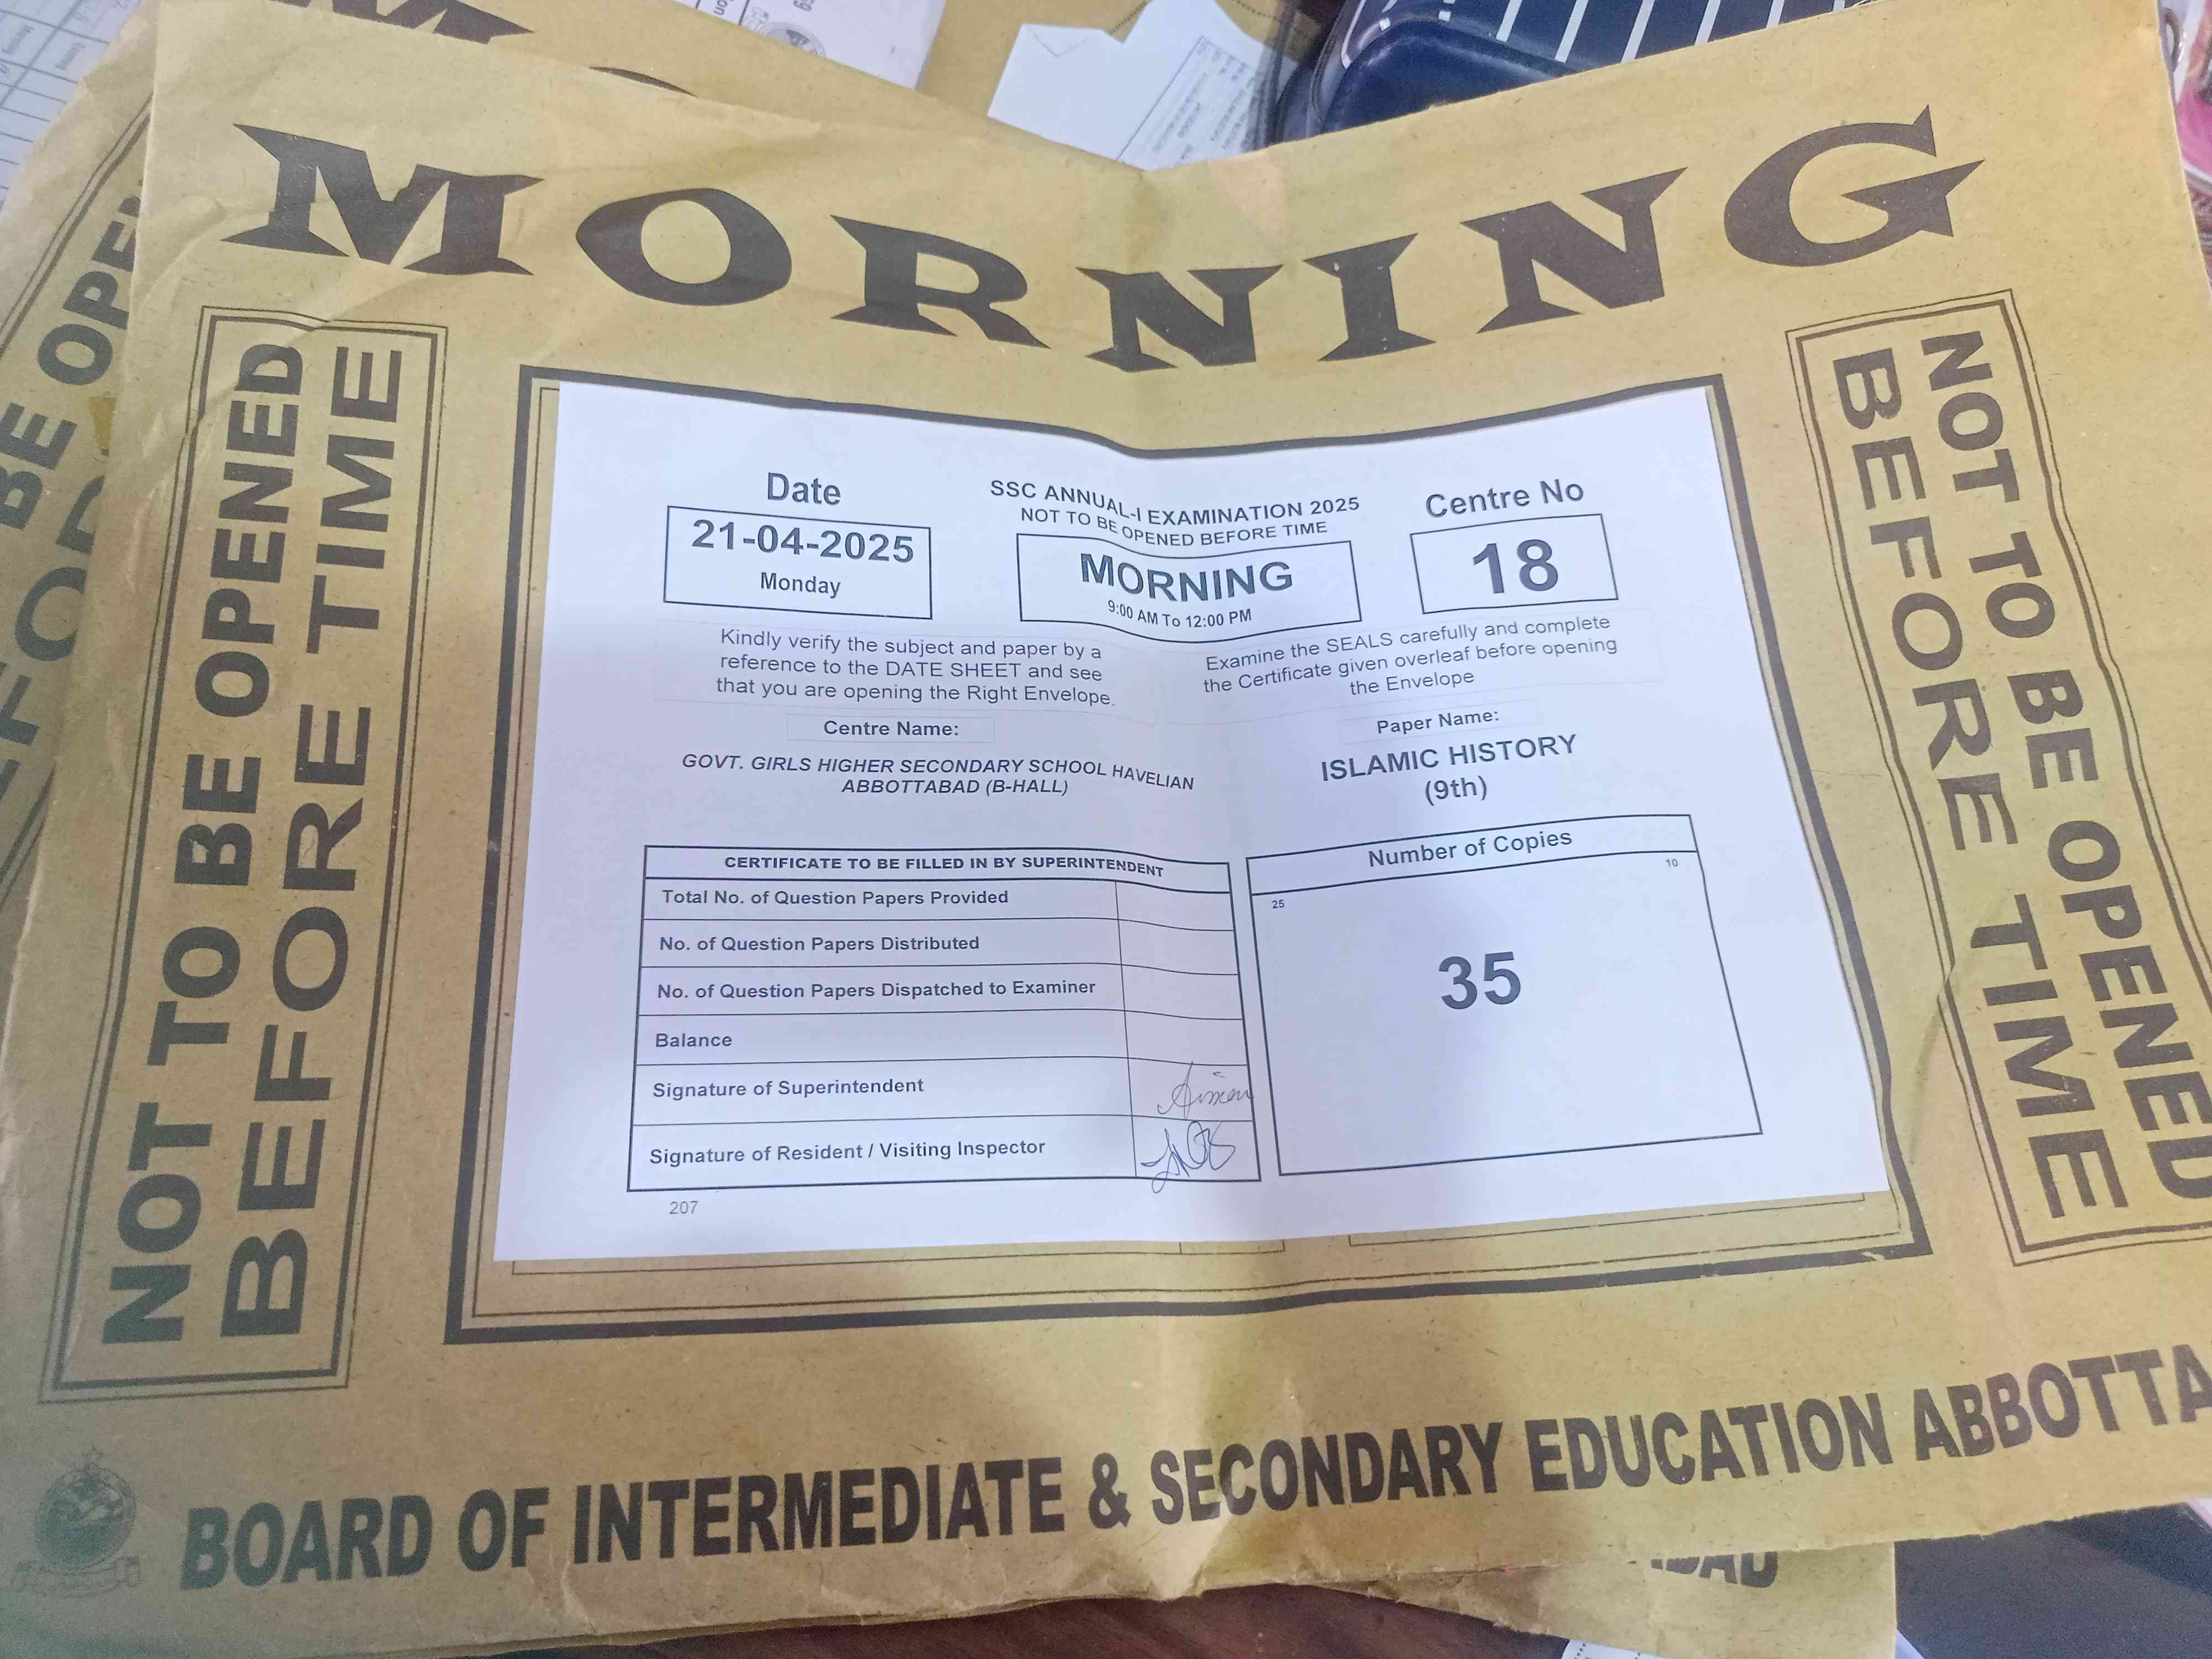 MORNING
NOT TO BE OPENED
BEFORE TIME
Date
21-04-2025
Monday
SSC ANNUAL-I EXAMINATION 2025
NOT TO BE OPENED BEFORE TIME
MORNING
9:00 AM To 12:00 PM
Centre No
18
Kindly verify the subject and paper by a
reference to the DATE SHEET and see
that you are opening the Right Envelope.
Examine the SEALS carefully and complete
the Certificate given overleaf before opening
the Envelope
Centre Name:
GOVT. GIRLS HIGHER SECONDARY SCHOOL HAVELIAN
ABBOTTABAD (B-HALL)
Paper Name:
ISLAMIC HISTORY
(9th)
CERTIFICATE TO BE FILLED IN BY SUPERINTENDENT
Total No. of Question Papers Provided
No. of Question Papers Distributed
No. of Question Papers Dispatched to Examiner
Balance
Signature of Superintendent
Signature of Resident / Visiting Inspector
207
Number of Copies
10
25
35
NOT TO BE OPENED
BEFORE TIME
BOARD OF INTERMEDIATE & SECONDARY EDUCATION ABBOTTA
BE OPEN